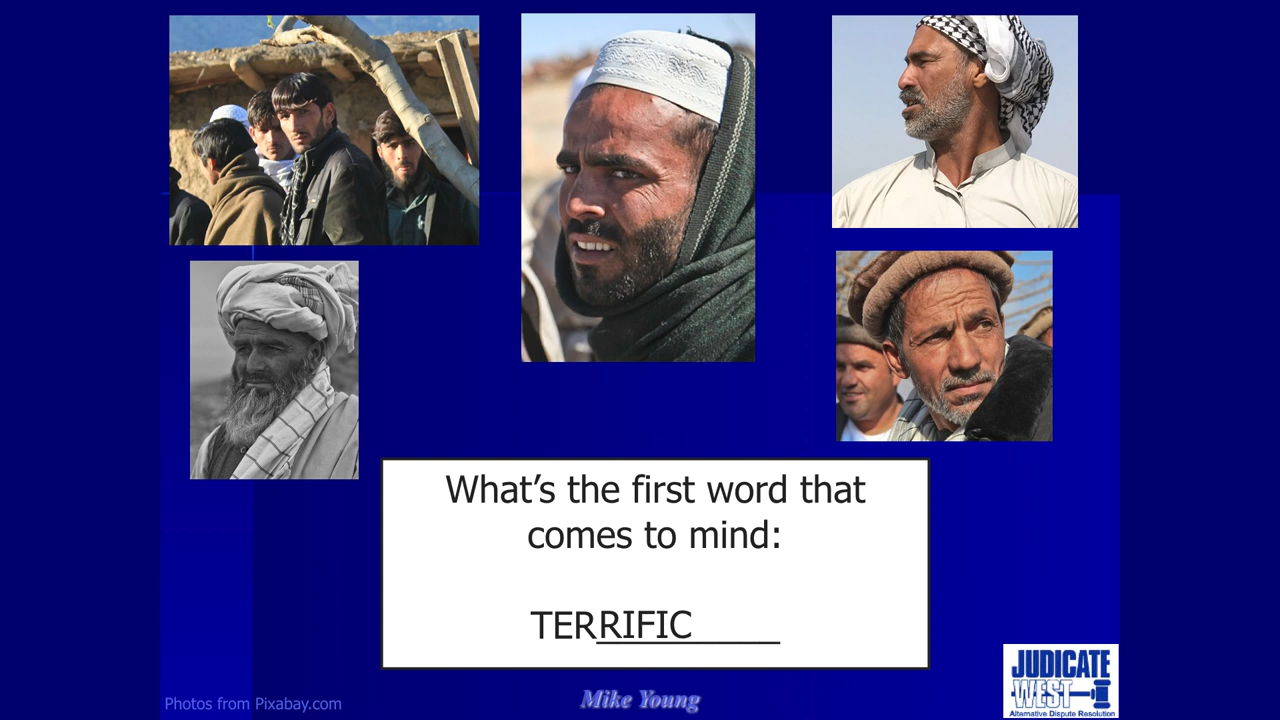 What's the first word that
comes to mind:
TERRIFIC_____
Photos from Pixabay.com
Mike Young
JUDICATE
WEST
Alternative Dispute Resolution